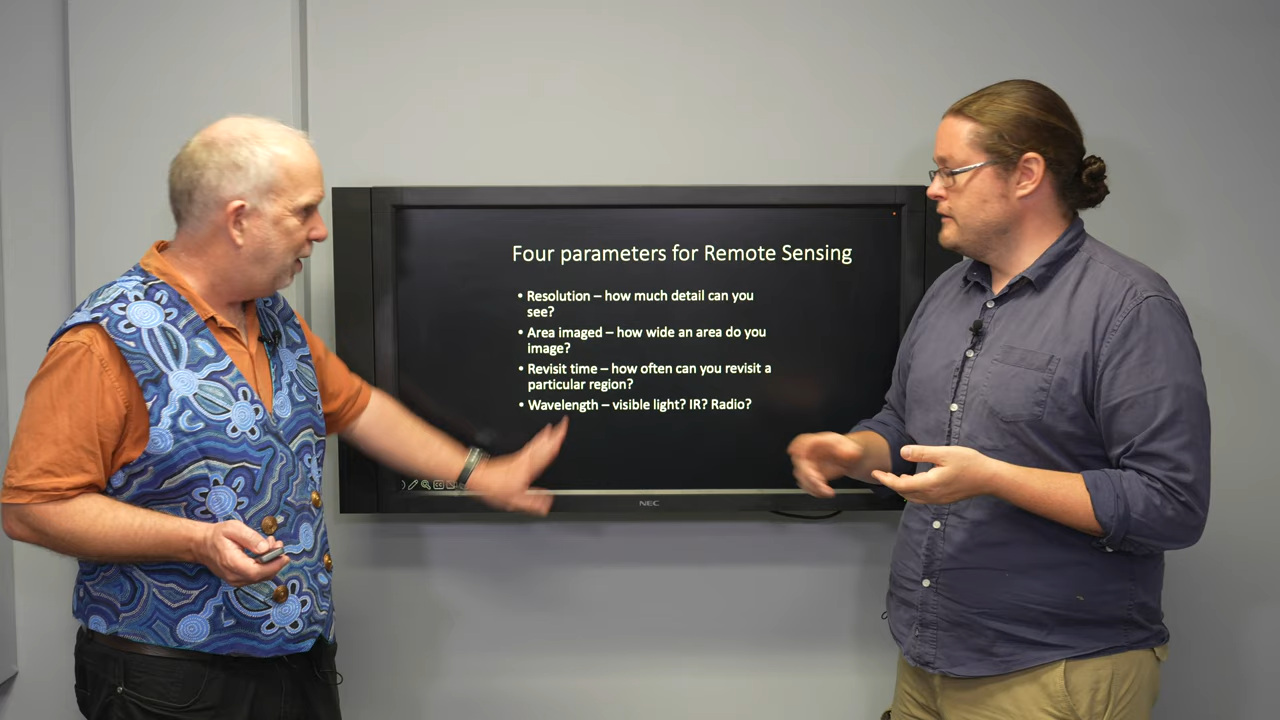 Four parameters for Remote Sensing
• Resolution – how much detail can you
see?
• Area imaged – how wide an area do you
image?
• Revisit time – how often can you revisit a
particular region?
• Wavelength – visible light? IR? Radio?
NEC